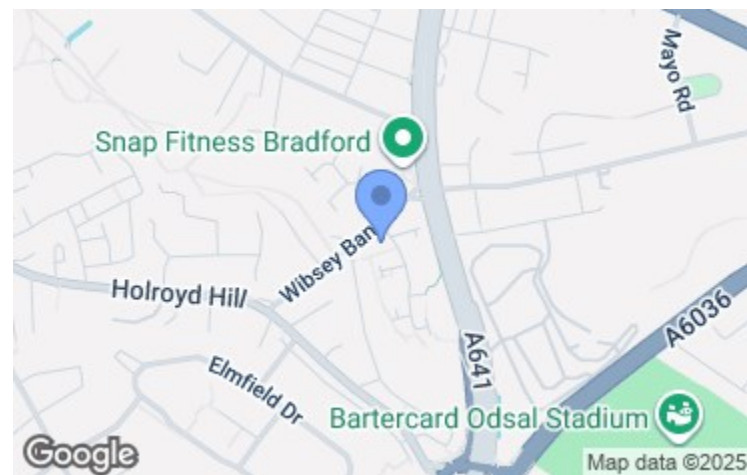 Mayo Rd
Snap Fitness Bradford
Wibsey Ban
Holroyd Hill
A6036
A641
Elmfield Dr
Bartercard Odsal Stadium
Google
Map data ©2025